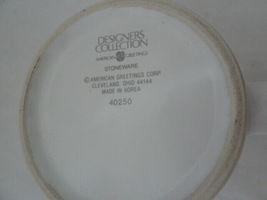 DESIGNERS
COLLECTION
AMERICAN GREETINGS
STONEWARE
© AMERICAN GREETINGS CORP.
CLEVELAND, OHIO 44144
MADE IN KOREA
40250